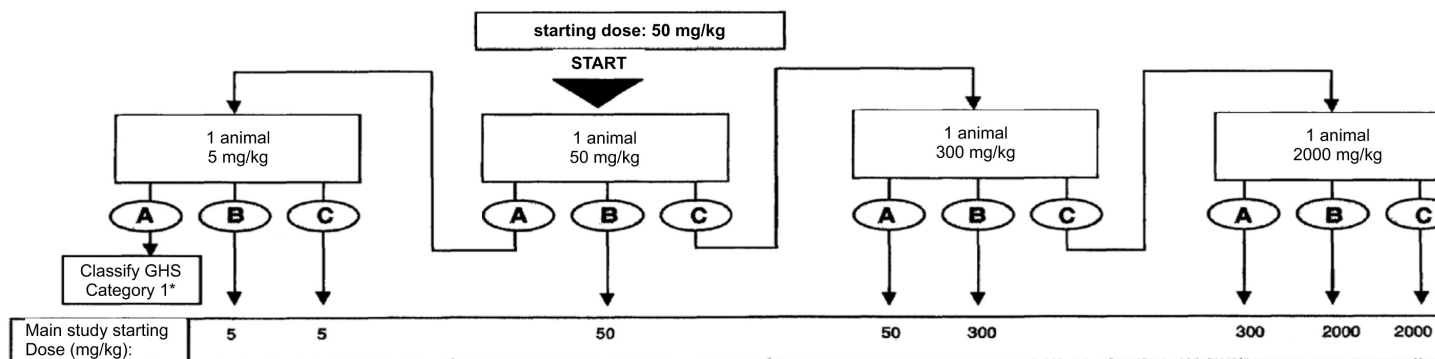 starting dose: 50 mg/kg
START
1 animal
5 mg/kg
1 animal
50 mg/kg
1 animal
300 mg/kg
1 animal
2000 mg/kg
A B C A B C A B C A B C
Classify GHS
Category 1*
Main study starting
Dose (mg/kg):
5 5 50 50 300 300 2000 2000